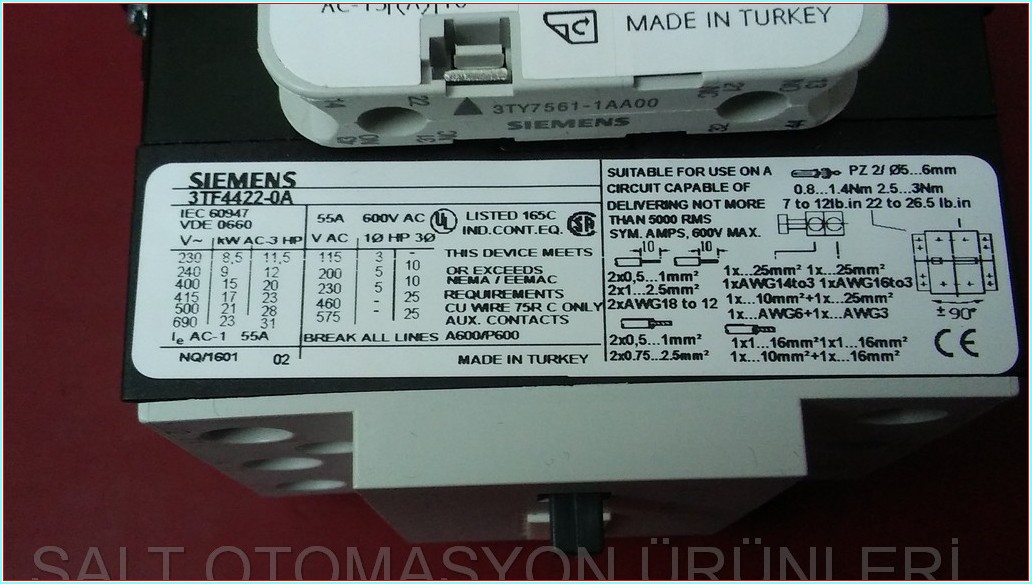 MADE IN TURKEY
22
3TY7561-1AA00
SIEMENS
31 NC
43 NO
44
SIEMENS
3TF4422-0A
IEC 60947
VDE 0660
55A 600V AC
LISTED 165C
IND.CONT.EQ.
V~ kW AC-3 HP
V AC 1Ø HP 3Ø
230 8,5 11,5
240 9 12
400 15 20
415 17 23
500 21 28
690 23 31
115 3 -
200 5 10
230 5 10
460 - 25
575 - 25
THIS DEVICE MEETS
OR EXCEEDS
NEMA / EEMAC
REQUIREMENTS
CU WIRE 75R C ONLY
AUX. CONTACTS
Ie AC-1 55A
BREAK ALL LINES A600/P600
NQ/1601 02
MADE IN TURKEY
SUITABLE FOR USE ON A
CIRCUIT CAPABLE OF
DELIVERING NOT MORE
THAN 5000 RMS
SYM. AMPS, 600V MAX.
PZ 2/ Ø5...6mm
0.8...1.4Nm 2.5...3Nm
7 to 12lb.in 22 to 26.5 lb.in
10 10
2x0,5...1mm²
2x1...2.5mm²
2xAWG18 to 12
1x...25mm² 1x...25mm²
1xAWG14to3 1xAWG16to3
1x...10mm²+1x...25mm²
1x...AWG6+1x...AWG3
2x0,5...1mm²
2x0.75...2.5mm²
1x1...16mm²1x1...16mm²
1x...10mm²+1x...16mm²
±90°
CE
SALT OTOMASYON ÜRÜNLERİ